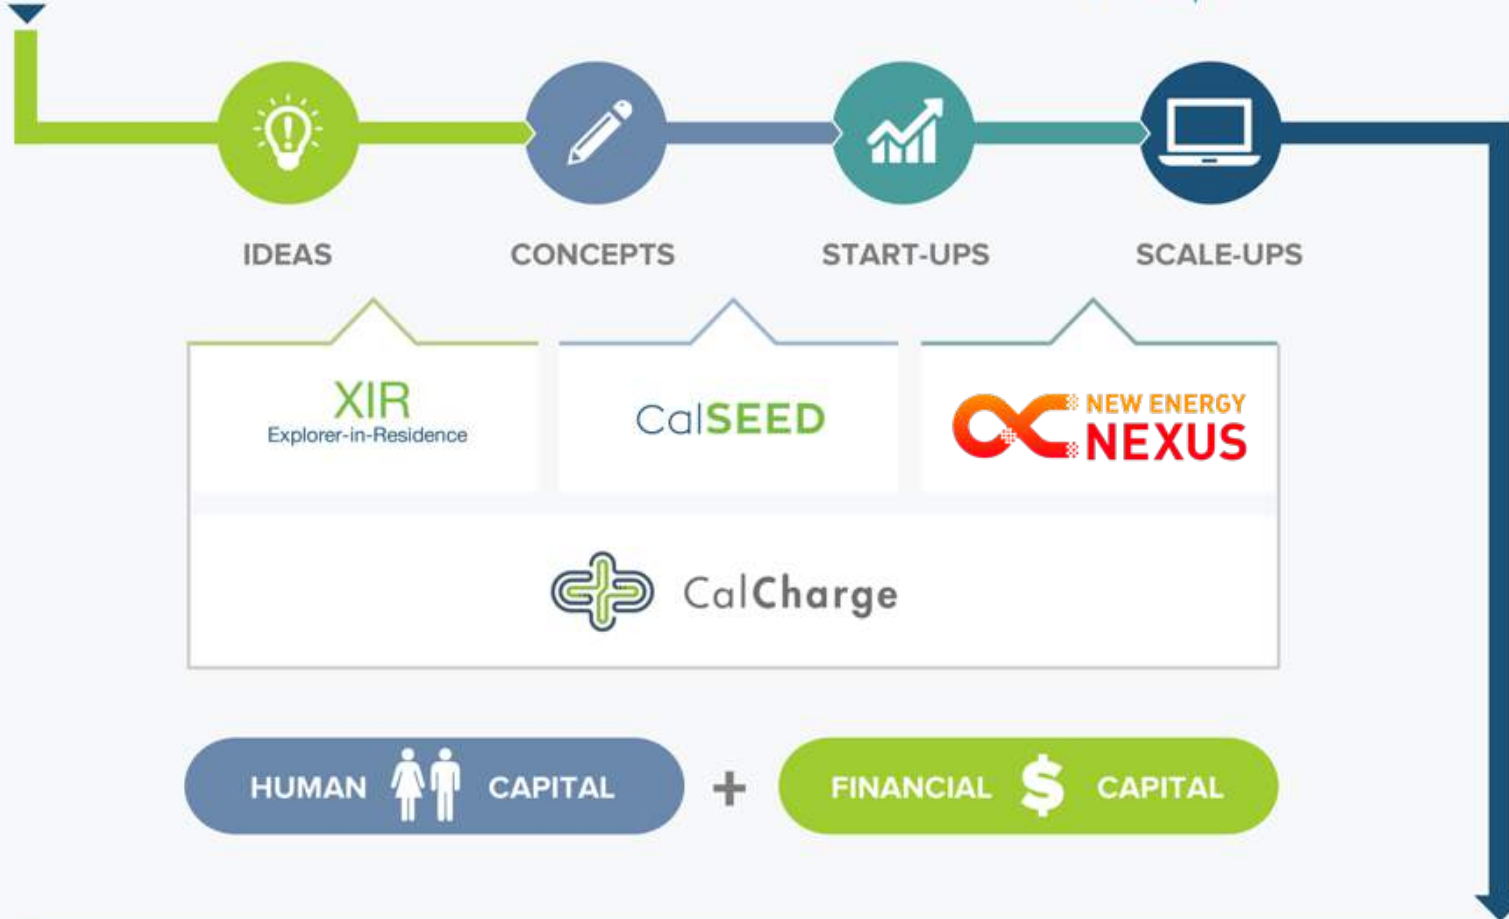 IDEAS
CONCEPTS
START-UPS
SCALE-UPS
XIR
Explorer-in-Residence
CalSEED
NEW ENERGY
NEXUS
CalCharge
HUMAN CAPITAL
+
FINANCIAL $ CAPITAL